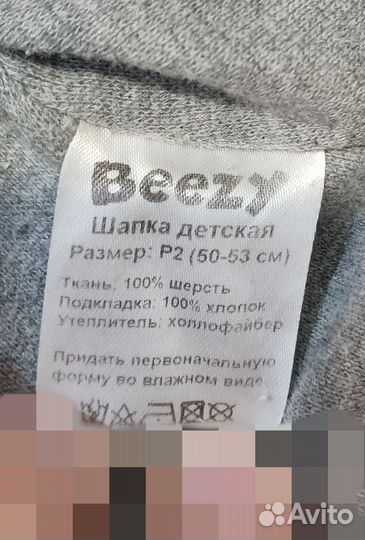 Beezy
Шапка детская
Размер: Р2 (50-53 см)
Ткань: 100% шерсть
Подкладка: 100% хлопок
Утеплитель: холлофайбер
Придать первоначальную
форму во влажном виде
Avito